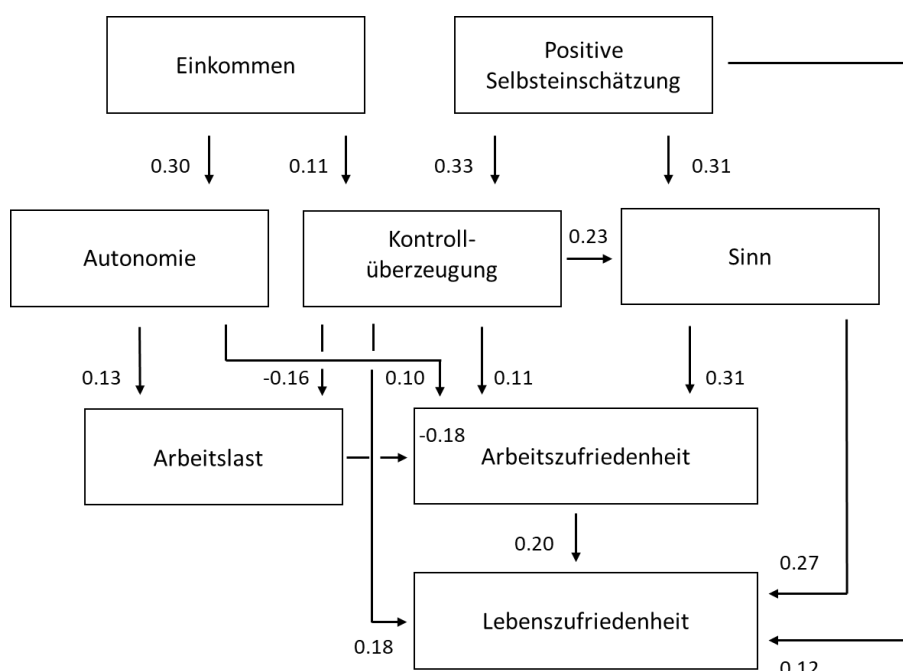 Einkommen
Positive
Selbsteinschätzung
0.30
0.11
0.33
0.31
Autonomie
Kontroll-
überzeugung
0.23
Sinn
0.13
-0.16
0.10
0.11
0.31
Arbeitslast
-0.18
Arbeitszufriedenheit
0.20
0.27
Lebenszufriedenheit
0.18
0.12